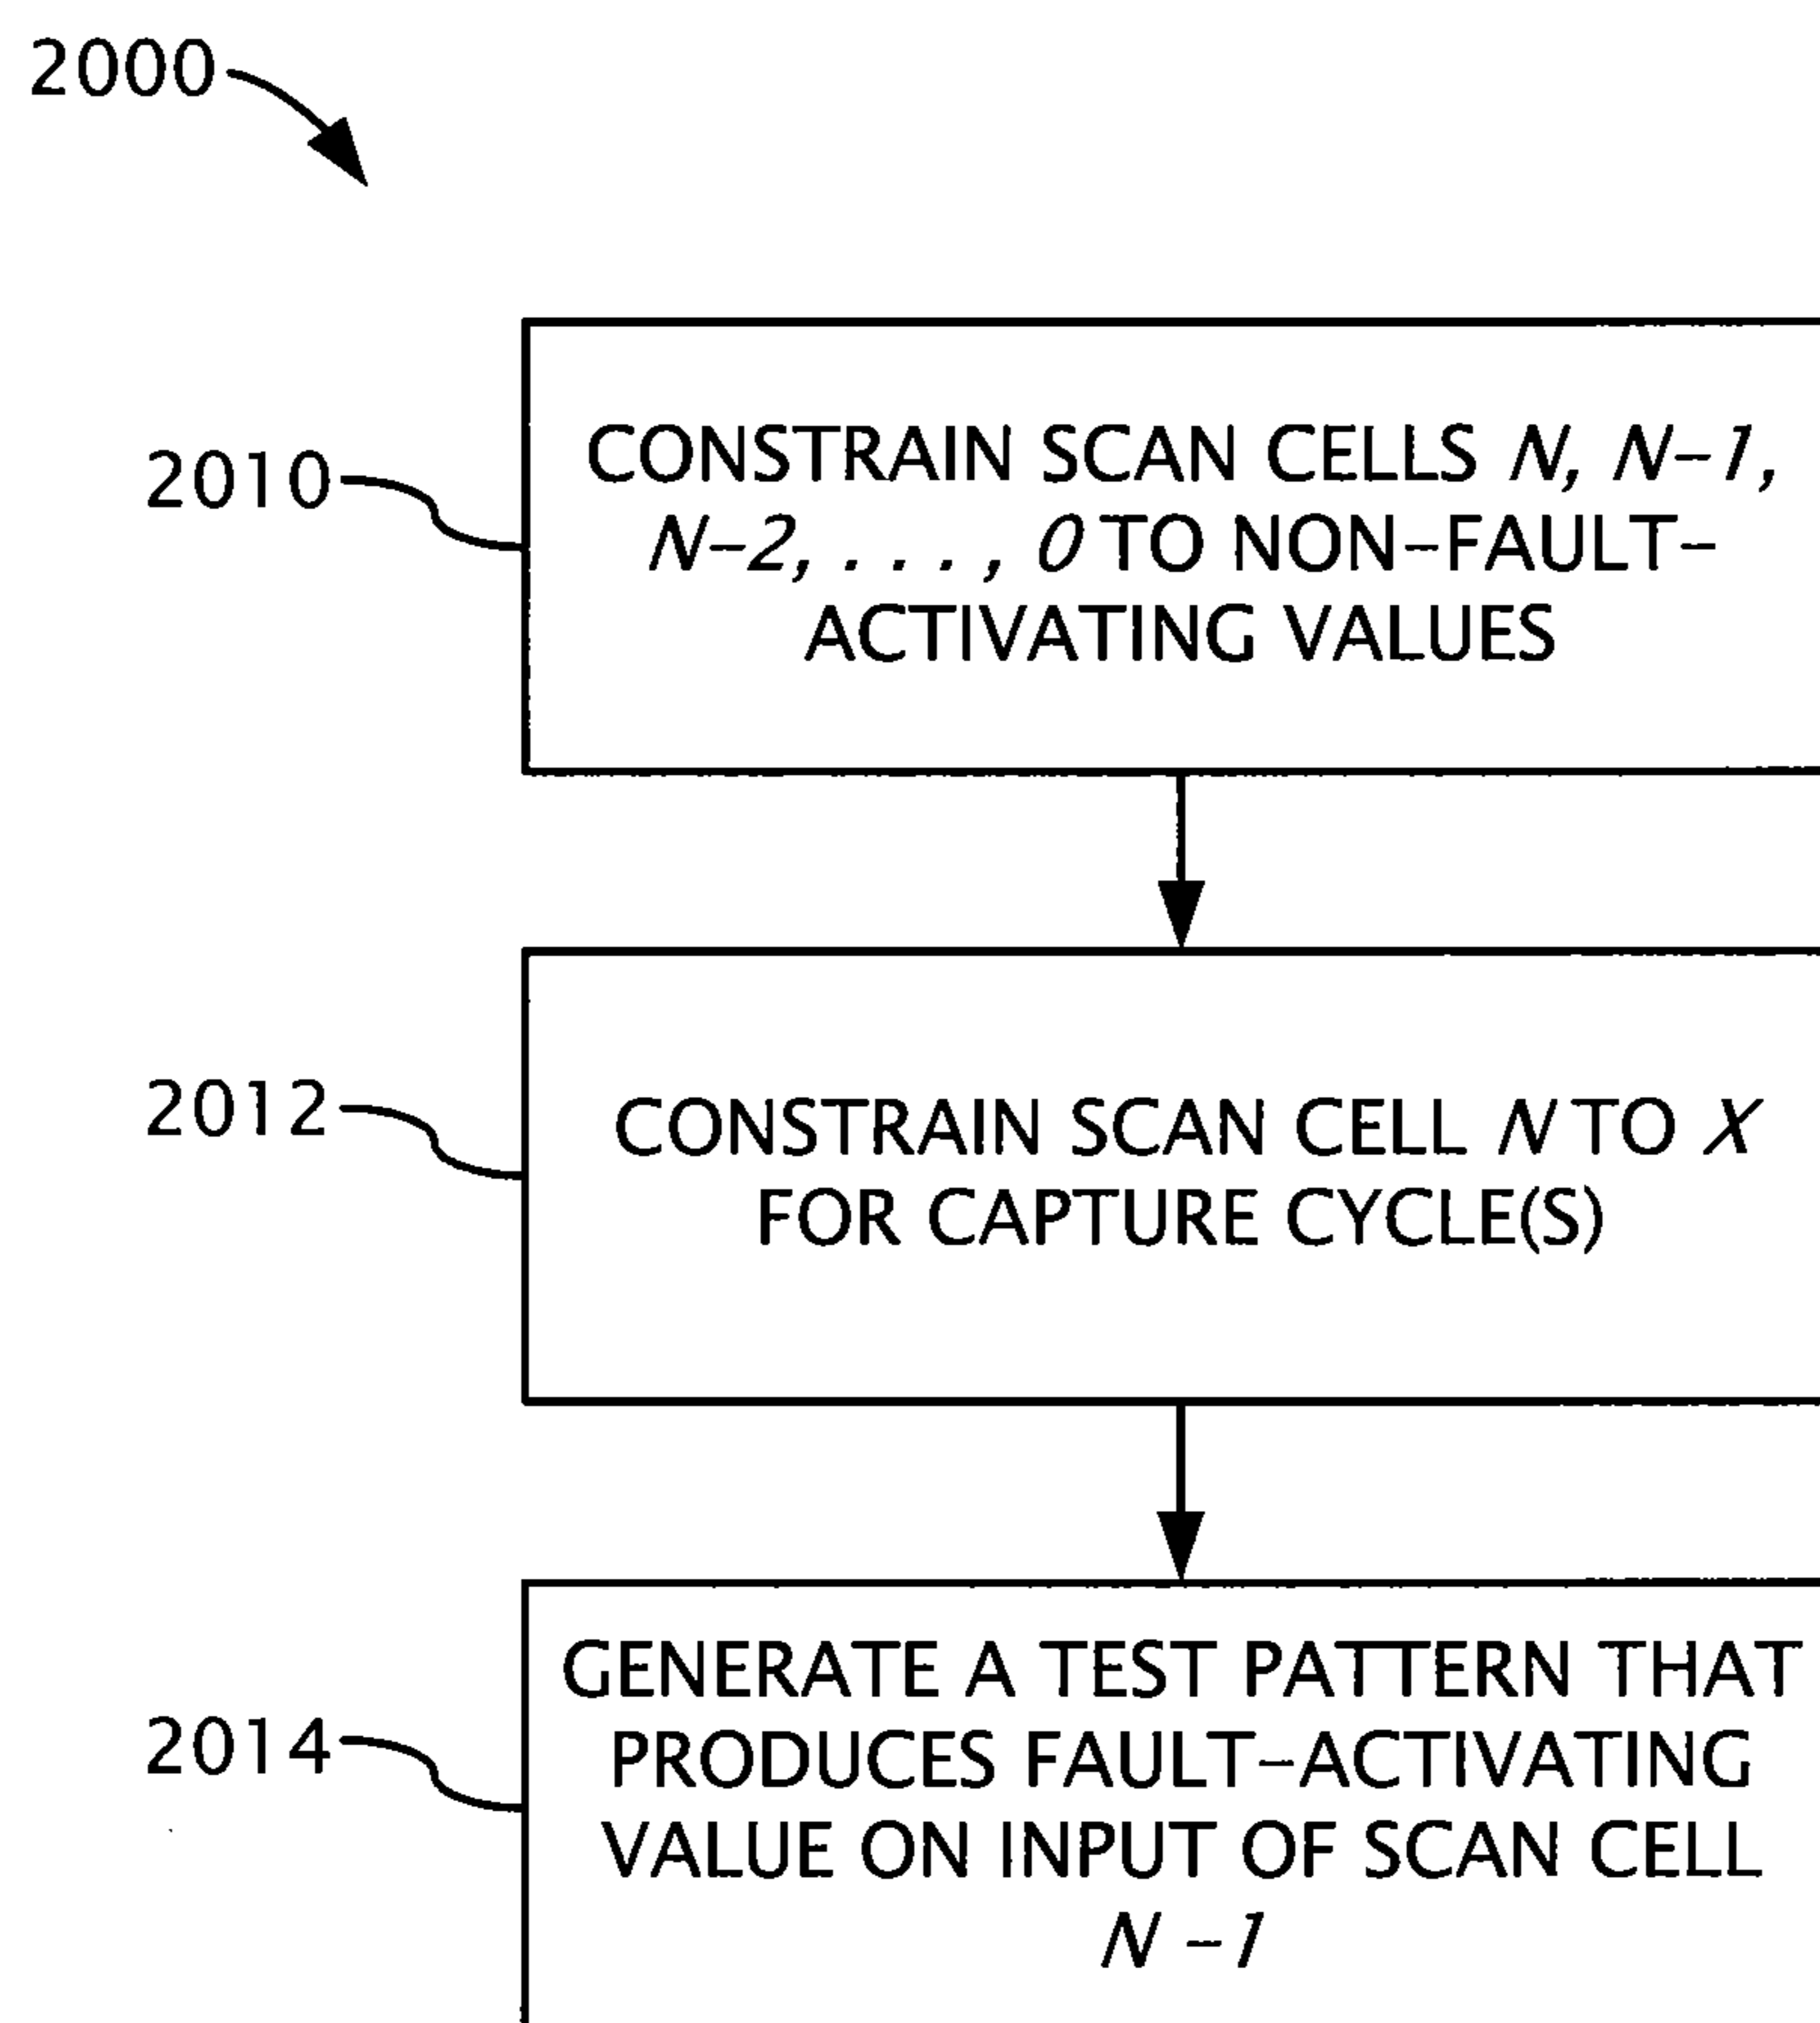 2000
2010
CONSTRAIN SCAN CELLS N, N-1,
N-2, . . . , 0 TO NON-FAULT-
ACTIVATING VALUES
2012
CONSTRAIN SCAN CELL N TO X
FOR CAPTURE CYCLE(S)
2014
GENERATE A TEST PATTERN THAT
PRODUCES FAULT-ACTIVATING
VALUE ON INPUT OF SCAN CELL
N -1